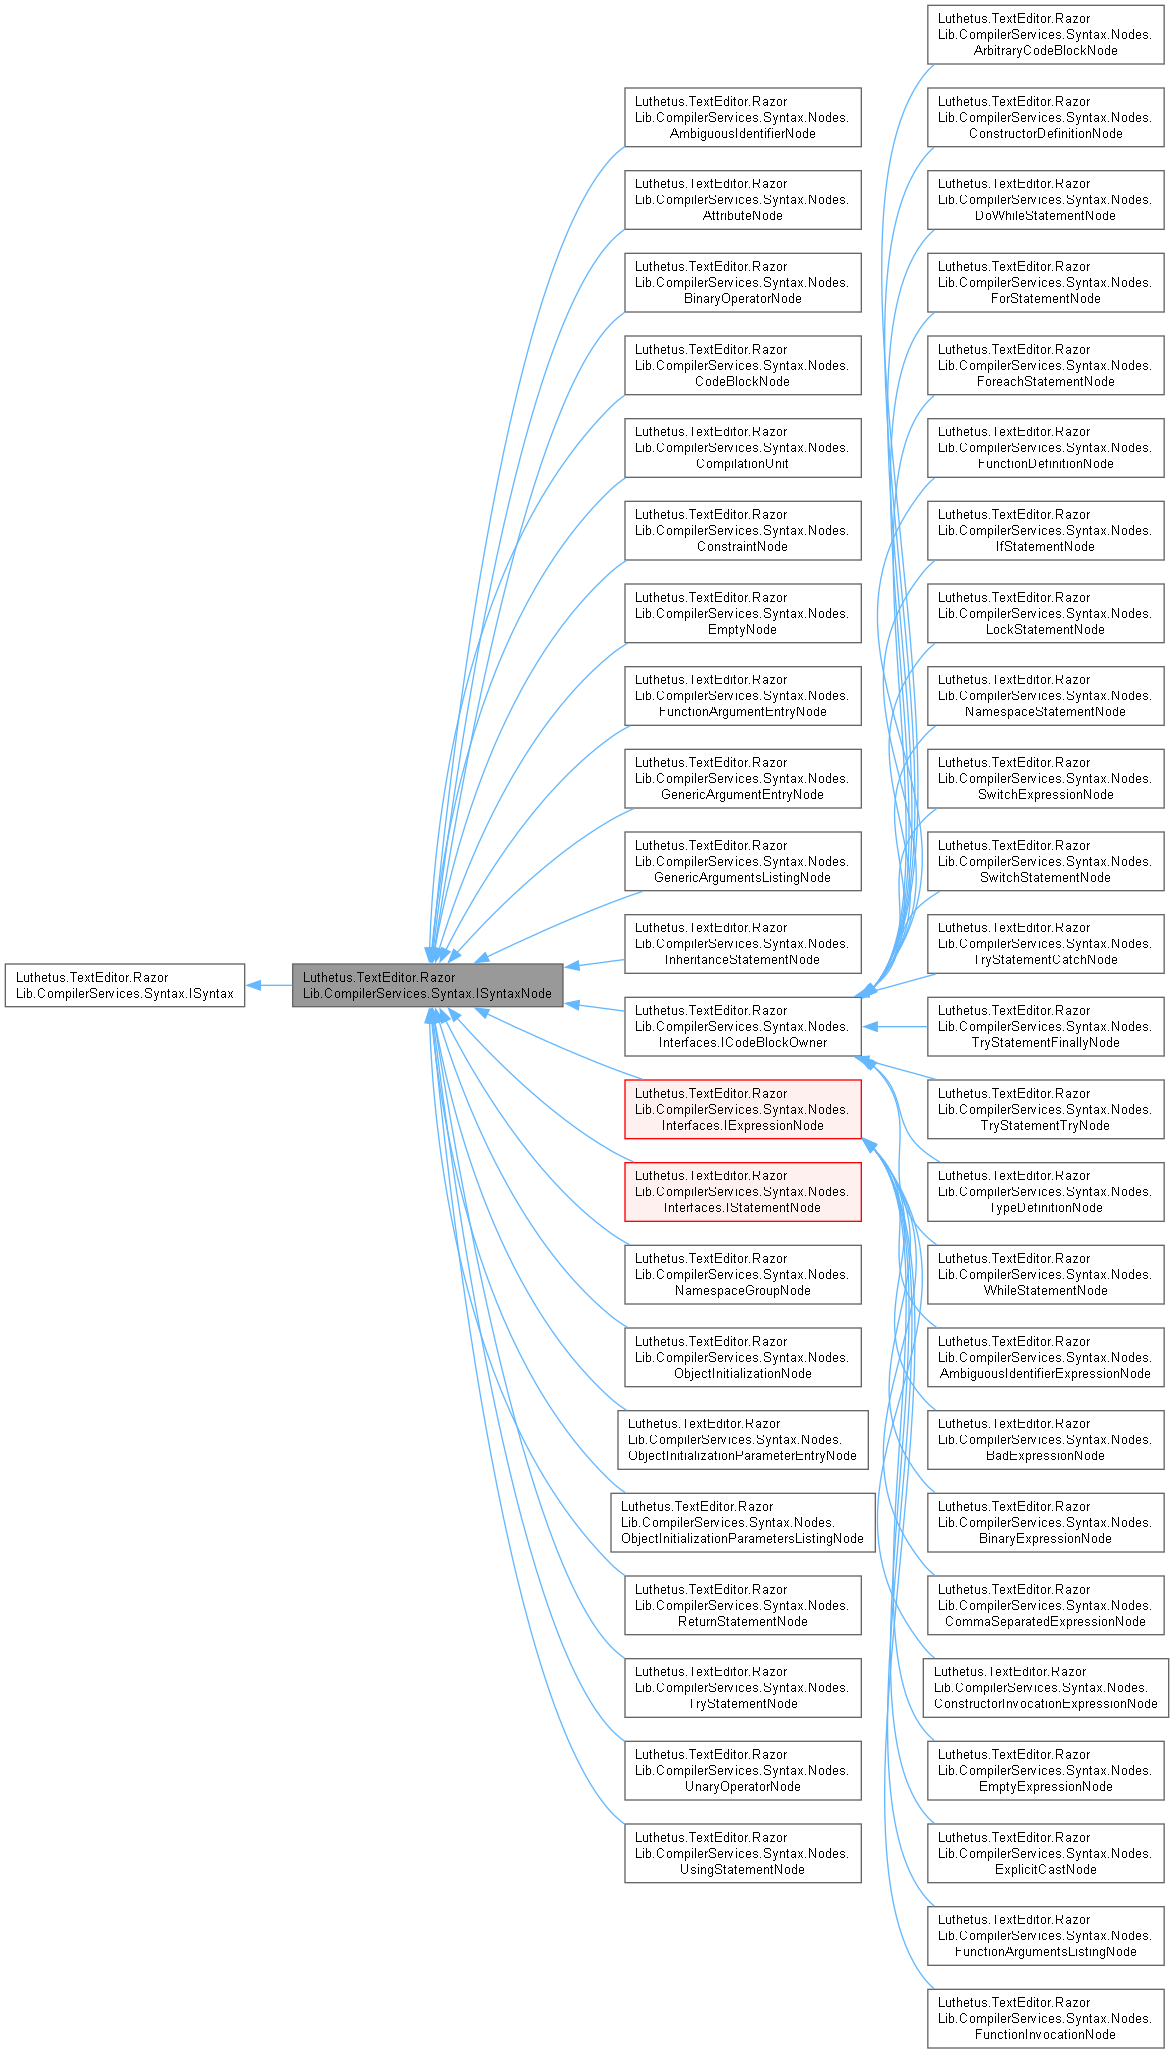 Luthetus.TextEditor.Razor
Lib.CompilerServices.Syntax.ISyntax
Luthetus.TextEditor.Razor
Lib.CompilerServices.Syntax.ISyntaxNode
Luthetus.TextEditor.Razor
Lib.CompilerServices.Syntax.Nodes.
AmbiguousIdentifierNode
Luthetus.TextEditor.Razor
Lib.CompilerServices.Syntax.Nodes.
AttributeNode
Luthetus.TextEditor.Razor
Lib.CompilerServices.Syntax.Nodes.
BinaryOperatorNode
Luthetus.TextEditor.Razor
Lib.CompilerServices.Syntax.Nodes.
CodeBlockNode
Luthetus.TextEditor.Razor
Lib.CompilerServices.Syntax.Nodes.
CompilationUnit
Luthetus.TextEditor.Razor
Lib.CompilerServices.Syntax.Nodes.
ConstraintNode
Luthetus.TextEditor.Razor
Lib.CompilerServices.Syntax.Nodes.
EmptyNode
Luthetus.TextEditor.Razor
Lib.CompilerServices.Syntax.Nodes.
FunctionArgumentEntryNode
Luthetus.TextEditor.Razor
Lib.CompilerServices.Syntax.Nodes.
GenericArgumentEntryNode
Luthetus.TextEditor.Razor
Lib.CompilerServices.Syntax.Nodes.
GenericArgumentsListingNode
Luthetus.TextEditor.Razor
Lib.CompilerServices.Syntax.Nodes.
InheritanceStatementNode
Luthetus.TextEditor.Razor
Lib.CompilerServices.Syntax.Nodes.
Interfaces.ICodeBlockOwner
Luthetus.TextEditor.Razor
Lib.CompilerServices.Syntax.Nodes.
Interfaces.IExpressionNode
Luthetus.TextEditor.Razor
Lib.CompilerServices.Syntax.Nodes.
Interfaces.IStatementNode
Luthetus.TextEditor.Razor
Lib.CompilerServices.Syntax.Nodes.
NamespaceGroupNode
Luthetus.TextEditor.Razor
Lib.CompilerServices.Syntax.Nodes.
ObjectInitializationNode
Luthetus.TextEditor.Razor
Lib.CompilerServices.Syntax.Nodes.
ObjectInitializationParameterEntryNode
Luthetus.TextEditor.Razor
Lib.CompilerServices.Syntax.Nodes.
ObjectInitializationParametersListingNode
Luthetus.TextEditor.Razor
Lib.CompilerServices.Syntax.Nodes.
ReturnStatementNode
Luthetus.TextEditor.Razor
Lib.CompilerServices.Syntax.Nodes.
TryStatementNode
Luthetus.TextEditor.Razor
Lib.CompilerServices.Syntax.Nodes.
UnaryOperatorNode
Luthetus.TextEditor.Razor
Lib.CompilerServices.Syntax.Nodes.
UsingStatementNode
Luthetus.TextEditor.Razor
Lib.CompilerServices.Syntax.Nodes.
ArbitraryCodeBlockNode
Luthetus.TextEditor.Razor
Lib.CompilerServices.Syntax.Nodes.
ConstructorDefinitionNode
Luthetus.TextEditor.Razor
Lib.CompilerServices.Syntax.Nodes.
DoWhileStatementNode
Luthetus.TextEditor.Razor
Lib.CompilerServices.Syntax.Nodes.
ForStatementNode
Luthetus.TextEditor.Razor
Lib.CompilerServices.Syntax.Nodes.
ForeachStatementNode
Luthetus.TextEditor.Razor
Lib.CompilerServices.Syntax.Nodes.
FunctionDefinitionNode
Luthetus.TextEditor.Razor
Lib.CompilerServices.Syntax.Nodes.
IfStatementNode
Luthetus.TextEditor.Razor
Lib.CompilerServices.Syntax.Nodes.
LockStatementNode
Luthetus.TextEditor.Razor
Lib.CompilerServices.Syntax.Nodes.
NamespaceStatementNode
Luthetus.TextEditor.Razor
Lib.CompilerServices.Syntax.Nodes.
SwitchExpressionNode
Luthetus.TextEditor.Razor
Lib.CompilerServices.Syntax.Nodes.
SwitchStatementNode
Luthetus.TextEditor.Razor
Lib.CompilerServices.Syntax.Nodes.
TryStatementCatchNode
Luthetus.TextEditor.Razor
Lib.CompilerServices.Syntax.Nodes.
TryStatementFinallyNode
Luthetus.TextEditor.Razor
Lib.CompilerServices.Syntax.Nodes.
TryStatementTryNode
Luthetus.TextEditor.Razor
Lib.CompilerServices.Syntax.Nodes.
TypeDefinitionNode
Luthetus.TextEditor.Razor
Lib.CompilerServices.Syntax.Nodes.
WhileStatementNode
Luthetus.TextEditor.Razor
Lib.CompilerServices.Syntax.Nodes.
AmbiguousIdentifierExpressionNode
Luthetus.TextEditor.Razor
Lib.CompilerServices.Syntax.Nodes.
BadExpressionNode
Luthetus.TextEditor.Razor
Lib.CompilerServices.Syntax.Nodes.
BinaryExpressionNode
Luthetus.TextEditor.Razor
Lib.CompilerServices.Syntax.Nodes.
CommaSeparatedExpressionNode
Luthetus.TextEditor.Razor
Lib.CompilerServices.Syntax.Nodes.
ConstructorInvocationExpressionNode
Luthetus.TextEditor.Razor
Lib.CompilerServices.Syntax.Nodes.
EmptyExpressionNode
Luthetus.TextEditor.Razor
Lib.CompilerServices.Syntax.Nodes.
ExplicitCastNode
Luthetus.TextEditor.Razor
Lib.CompilerServices.Syntax.Nodes.
FunctionArgumentsListingNode
Luthetus.TextEditor.Razor
Lib.CompilerServices.Syntax.Nodes.
FunctionInvocationNode